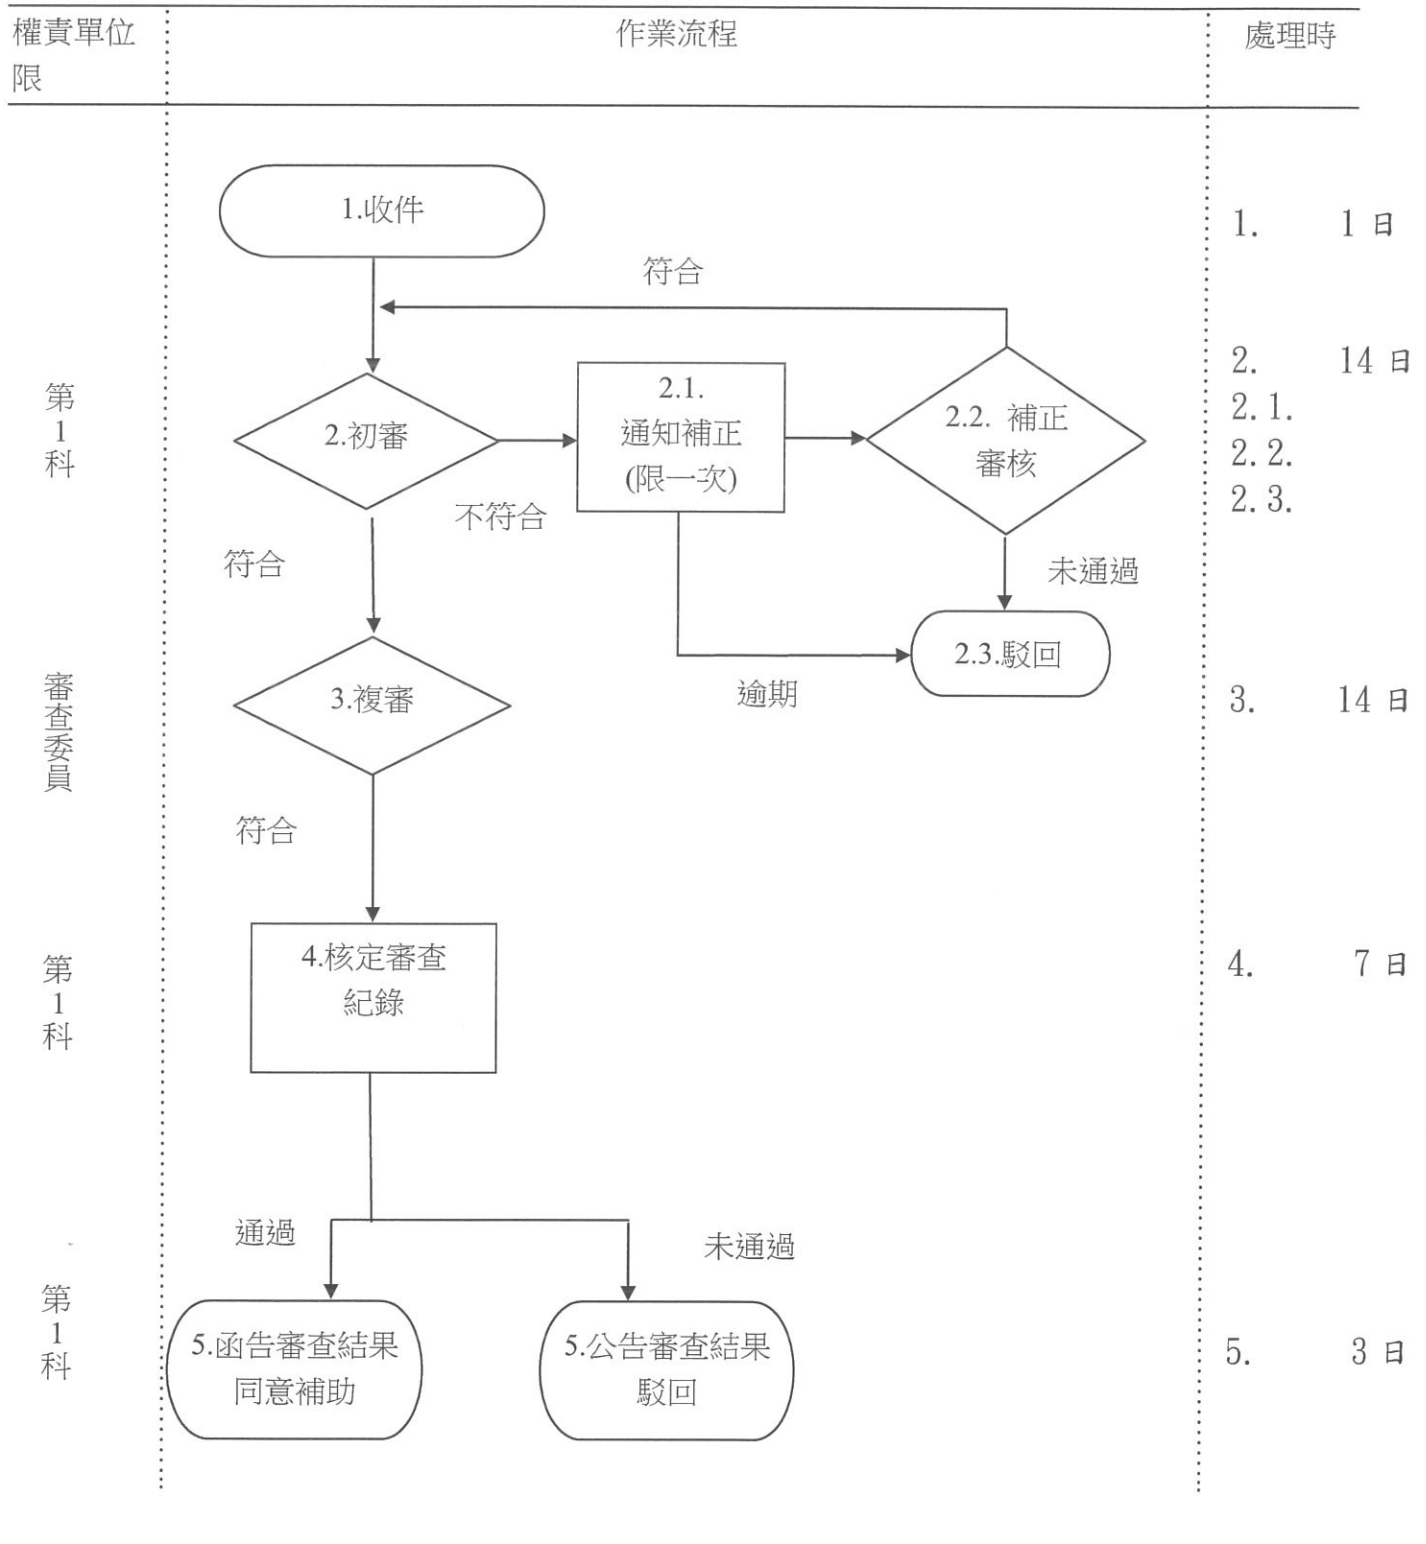 權責單位
作業流程
處理時
限
1.收件
1. 1日
符合
第
1
科
2.初審
2.1.
通知補正
(限一次)
2.2. 補正
審核
2. 14日
2.1.
2.2.
2.3.
不符合
符合
未通過
2.3.駁回
逾期
審
查
委
員
3.複審
3. 14日
符合
第
1
科
4.核定審查
紀錄
4. 7日
通過
未通過
第
1
科
5.函告審查結果
同意補助
5.公告審查結果
駁回
5. 3日